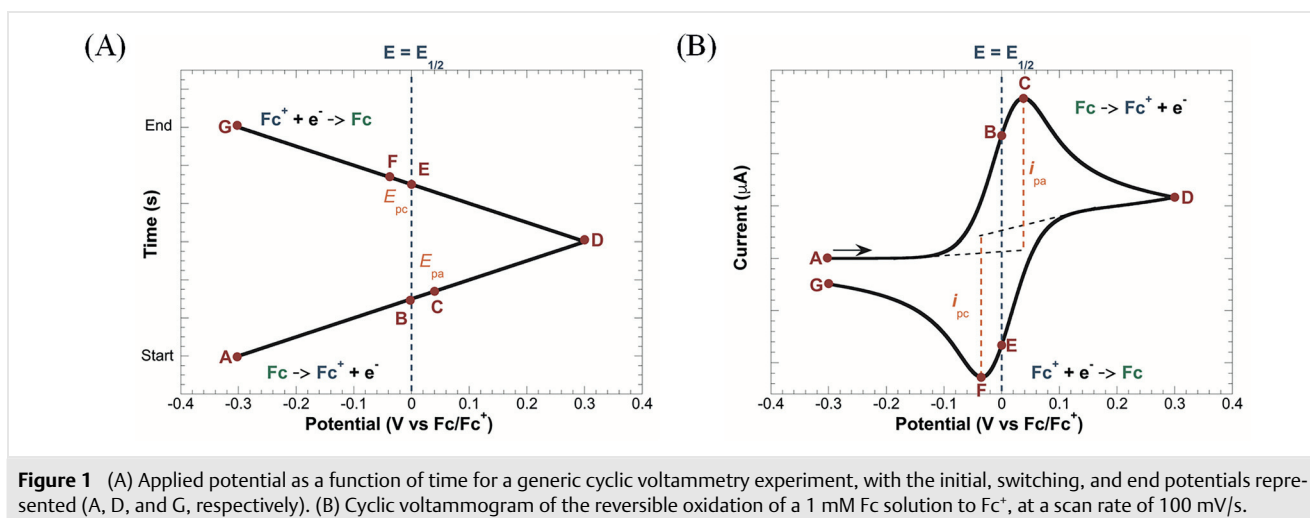 (A)
E = E1/2
End
G
Fc+ + e- -> Fc
F
E
Epc
Time (s)
D
Epa
B
C
Start
A
Fc -> Fc+ + e-
-0.4 -0.3 -0.2 -0.1 0 0.1 0.2 0.3 0.4
Potential (V vs Fc/Fc+)
(B)
E = E1/2
C
Fc -> Fc+ + e-
B
ipa
Current (µA)
D
A
G
ipc
E
Fc+ + e- -> Fc
F
-0.4 -0.3 -0.2 -0.1 0 0.1 0.2 0.3 0.4
Potential (V vs Fc/Fc+)
Figure 1 (A) Applied potential as a function of time for a generic cyclic voltammetry experiment, with the initial, switching, and end potentials repre-
sented (A, D, and G, respectively). (B) Cyclic voltammogram of the reversible oxidation of a 1 mM Fc solution to Fc+, at a scan rate of 100 mV/s.